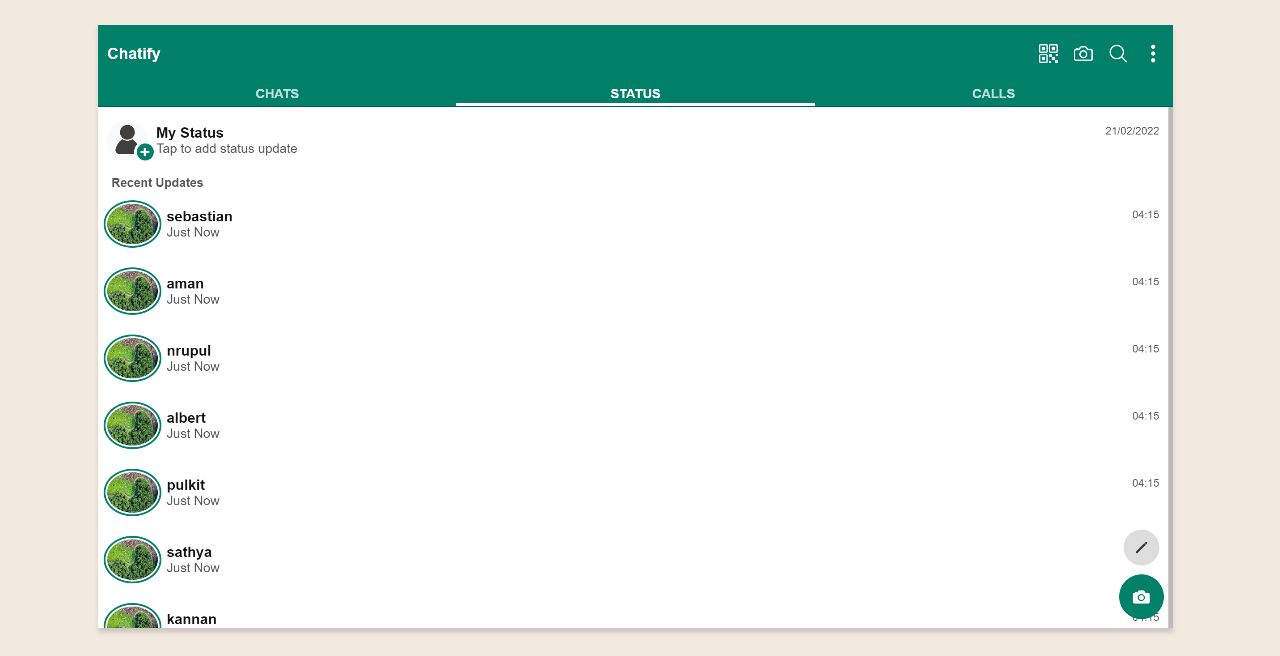 Chatify
CHATS
STATUS
CALLS
My Status
21/02/2022
Tap to add status update
Recent Updates
sebastian
04:15
Just Now
aman
04:15
Just Now
nrupul
04:15
Just Now
albert
04:15
Just Now
pulkit
04:15
Just Now
sathya
Just Now
kannan